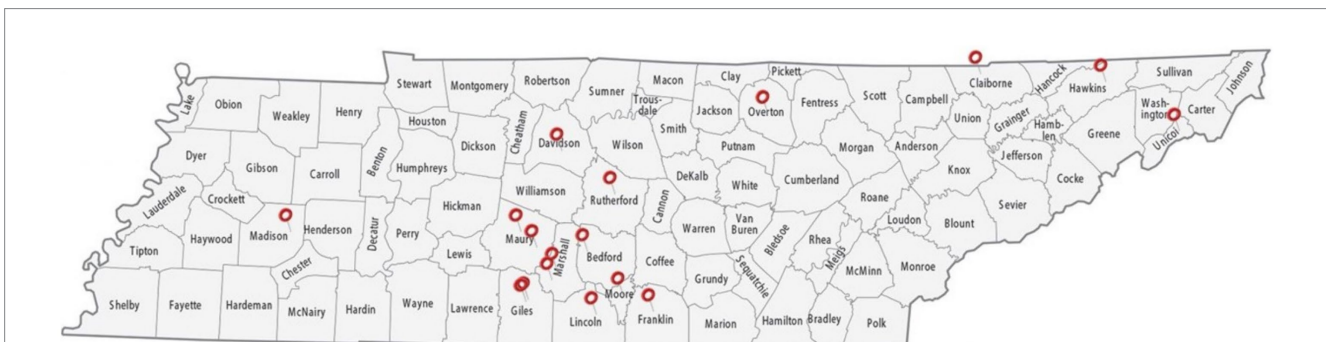 Lake
Obion
Weakley
Henry
Stewart
Montgomery
Robertson
Sumner
Macon
Trous-
dale
Clay
Pickett
Jackson
Overton
Fentress
Scott
Campbell
Claiborne
Hancock
Hawkins
Sullivan
Johnson
Houston
Dickson
Cheatham
Davidson
Wilson
Smith
Putnam
Morgan
Anderson
Union
Grainger
Hamb-
len
Greene
Wash-
ington
Carter
Unicoi
Dyer
Gibson
Carroll
Benton
Humphreys
Williamson
Rutherford
Cannon
DeKalb
White
Cumberland
Roane
Knox
Jefferson
Cocke
Sevier
Lauderdale
Crockett
Haywood
Madison
Henderson
Decatur
Perry
Hickman
Lewis
Maury
Marshall
Bedford
Coffee
Warren
Van
Buren
Bledsoe
Rhea
Meigs
Loudon
Blount
Monroe
McMinn
Tipton
Chester
Shelby
Fayette
Hardeman
McNairy
Hardin
Wayne
Lawrence
Giles
Lincoln
Moore
Franklin
Grundy
Sequatchie
Marion
Hamilton
Bradley
Polk